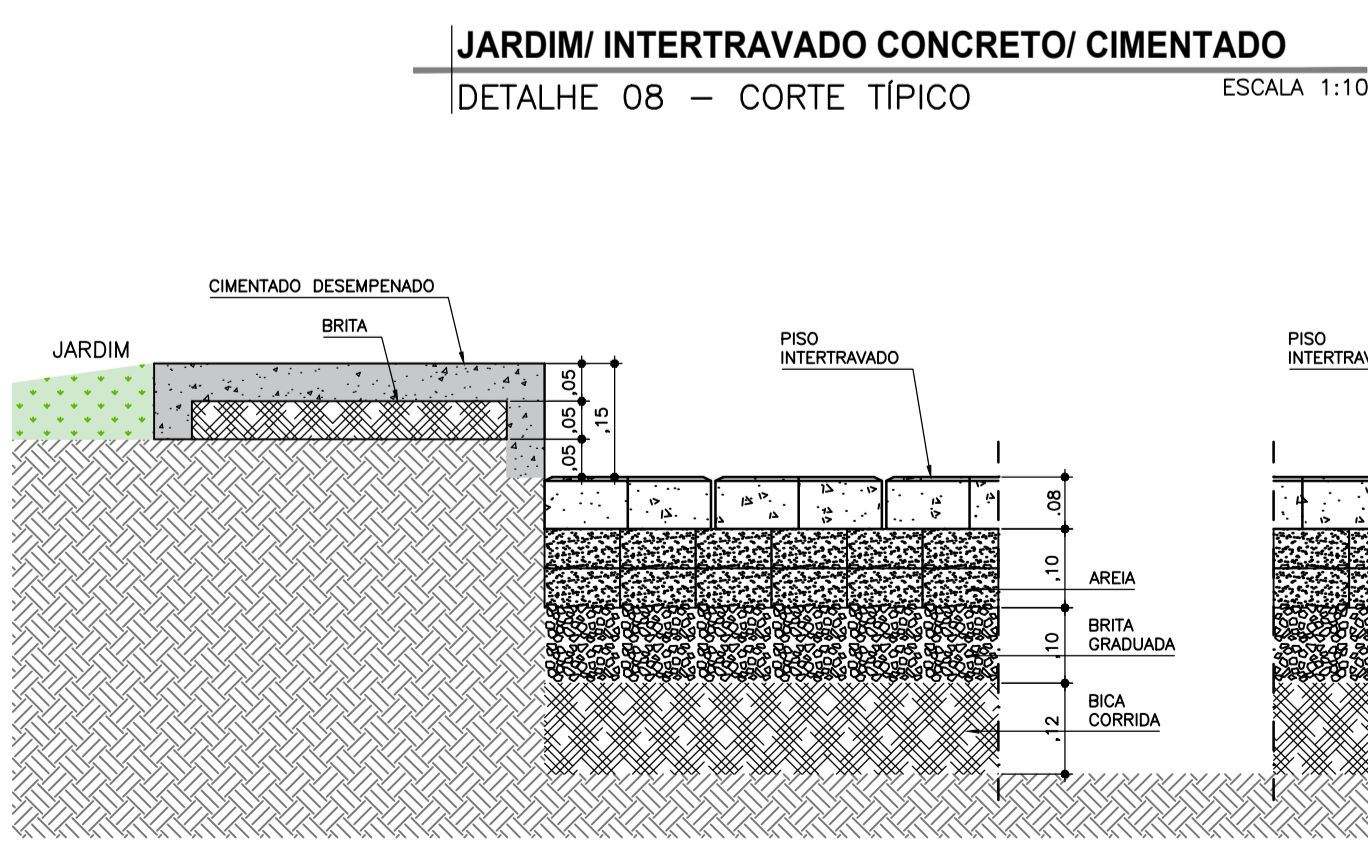 JARDIM/ INTERTRAVADO CONCRETO/ CIMENTADO
DETALHE 08 – CORTE TÍPICO
ESCALA 1:10
CIMENTADO DESEMPENADO
BRITA
JARDIM
PISO
INTERTRAVADO
PISO
INTERTRAV
,05
,05
,05
,15
.08
,10
,10
,12
AREIA
BRITA
GRADUADA
BICA
CORRIDA